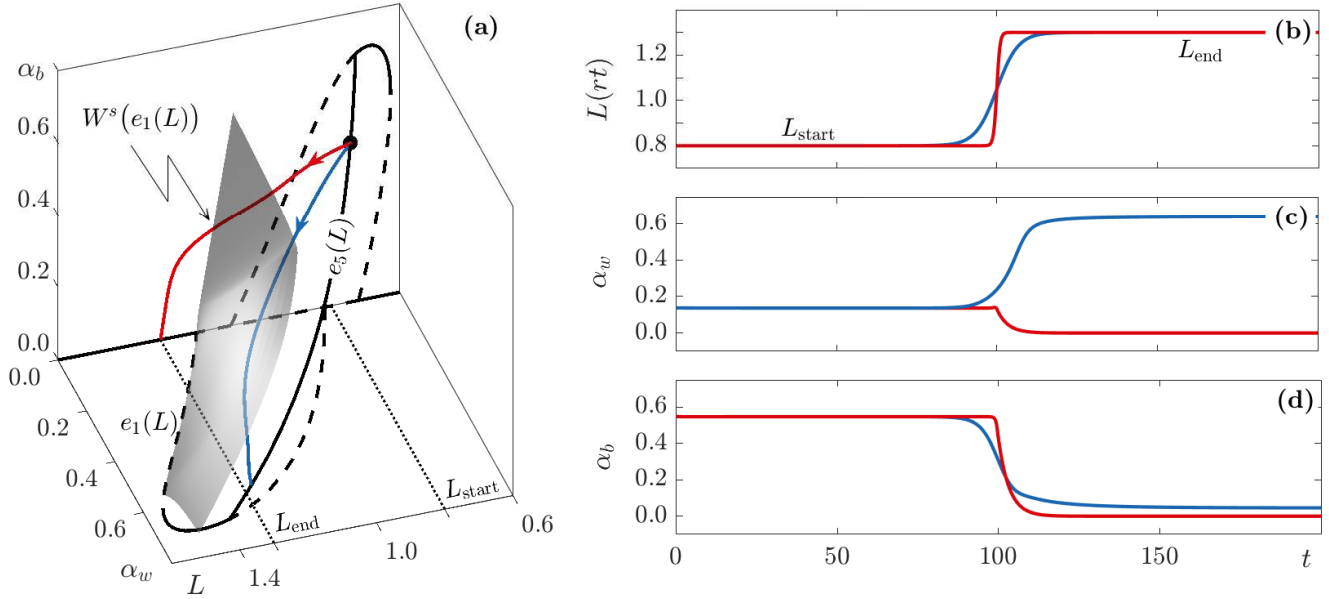 (a)
α_b
W^s(e_1(L))
0.6
0.4
0.2
0.0
0.0
0.2
0.4
0.6
α_w
e_1(L)
e_5(L)
L_start
L_end
L
1.4
1.0
0.6
(b)
L(rt)
1.2
1.0
0.8
L_start
L_end
(c)
α_w
0.6
0.4
0.2
0.0
(d)
α_b
0.6
0.4
0.2
0.0
0
50
100
150
t